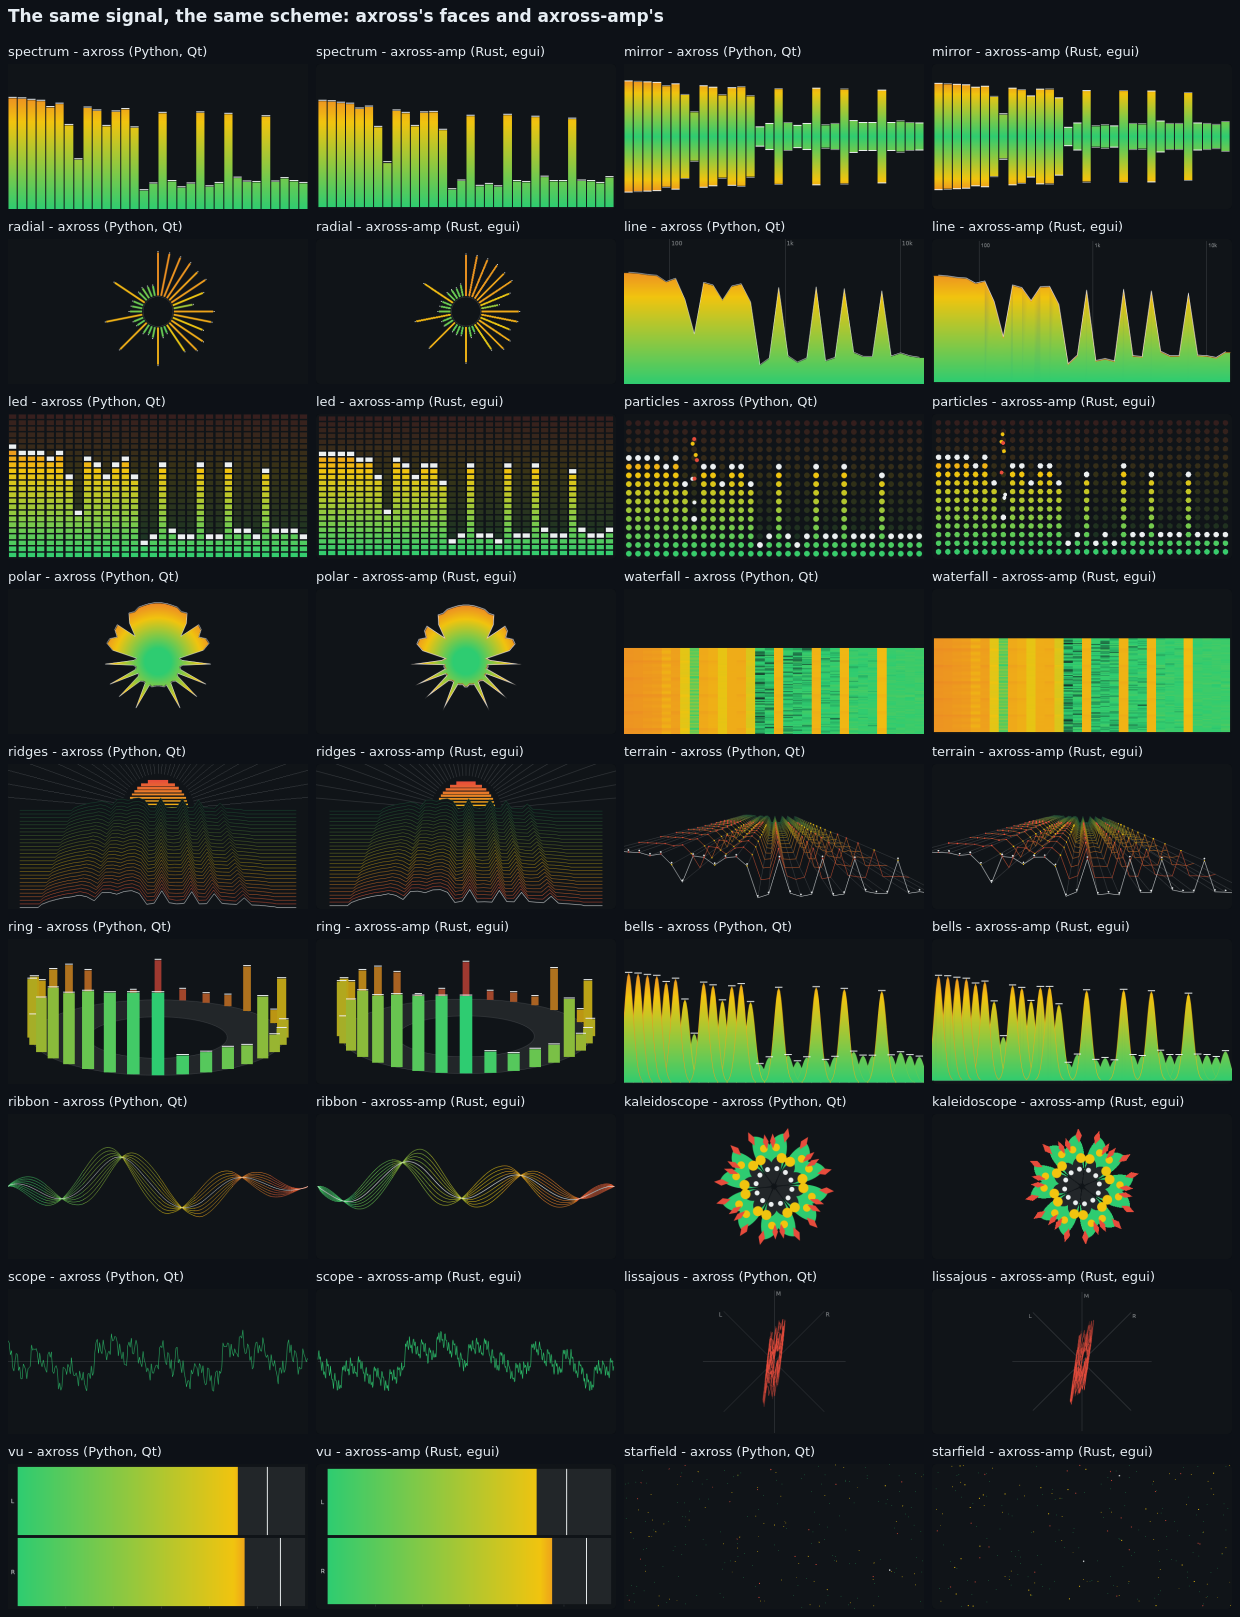 The same signal, the same scheme: axross's faces and axross-amp's
spectrum - axross (Python, Qt)
spectrum - axross-amp (Rust, egui)
mirror - axross (Python, Qt)
mirror - axross-amp (Rust, egui)
radial - axross (Python, Qt)
radial - axross-amp (Rust, egui)
line - axross (Python, Qt)
line - axross-amp (Rust, egui)
100 1k 10k
100 1k 10k
led - axross (Python, Qt)
led - axross-amp (Rust, egui)
particles - axross (Python, Qt)
particles - axross-amp (Rust, egui)
polar - axross (Python, Qt)
polar - axross-amp (Rust, egui)
waterfall - axross (Python, Qt)
waterfall - axross-amp (Rust, egui)
ridges - axross (Python, Qt)
ridges - axross-amp (Rust, egui)
terrain - axross (Python, Qt)
terrain - axross-amp (Rust, egui)
ring - axross (Python, Qt)
ring - axross-amp (Rust, egui)
bells - axross (Python, Qt)
bells - axross-amp (Rust, egui)
ribbon - axross (Python, Qt)
ribbon - axross-amp (Rust, egui)
kaleidoscope - axross (Python, Qt)
kaleidoscope - axross-amp (Rust, egui)
scope - axross (Python, Qt)
scope - axross-amp (Rust, egui)
lissajous - axross (Python, Qt)
lissajous - axross-amp (Rust, egui)
M
L R
M
L R
vu - axross (Python, Qt)
vu - axross-amp (Rust, egui)
starfield - axross (Python, Qt)
starfield - axross-amp (Rust, egui)
L
R
L
R